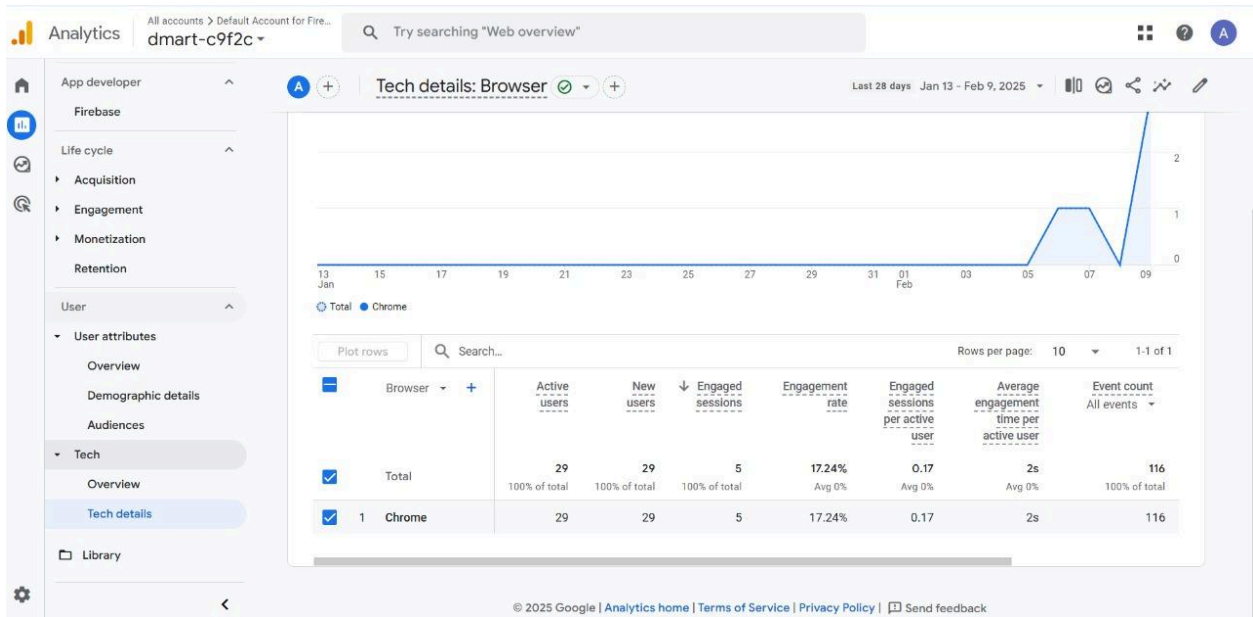 All accounts > Default Account for Fire...
Analytics
dmart-c9f2c
Try searching "Web overview"
A
App developer
Firebase
Life cycle
Acquisition
Engagement
Monetization
Retention
User
User attributes
Overview
Demographic details
Audiences
Tech
Overview
Tech details
Library
A
Tech details: Browser
Last 28 days Jan 13 - Feb 9, 2025
2
1
0
13 15 17 19 21 23 25 27 29 31 01 03 05 07 09
Jan Feb
Total Chrome
Plot rows
Search...
Rows per page: 10 1-1 of 1
Browser
Active users
New users
Engaged sessions
Engagement rate
Engaged sessions per active user
Average engagement time per active user
Event count
All events
Total 29 29 5 17.24% 0.17 2s 116
100% of total 100% of total 100% of total Avg 0% Avg 0% Avg 0% 100% of total
1 Chrome 29 29 5 17.24% 0.17 2s 116
© 2025 Google | Analytics home | Terms of Service | Privacy Policy | Send feedback